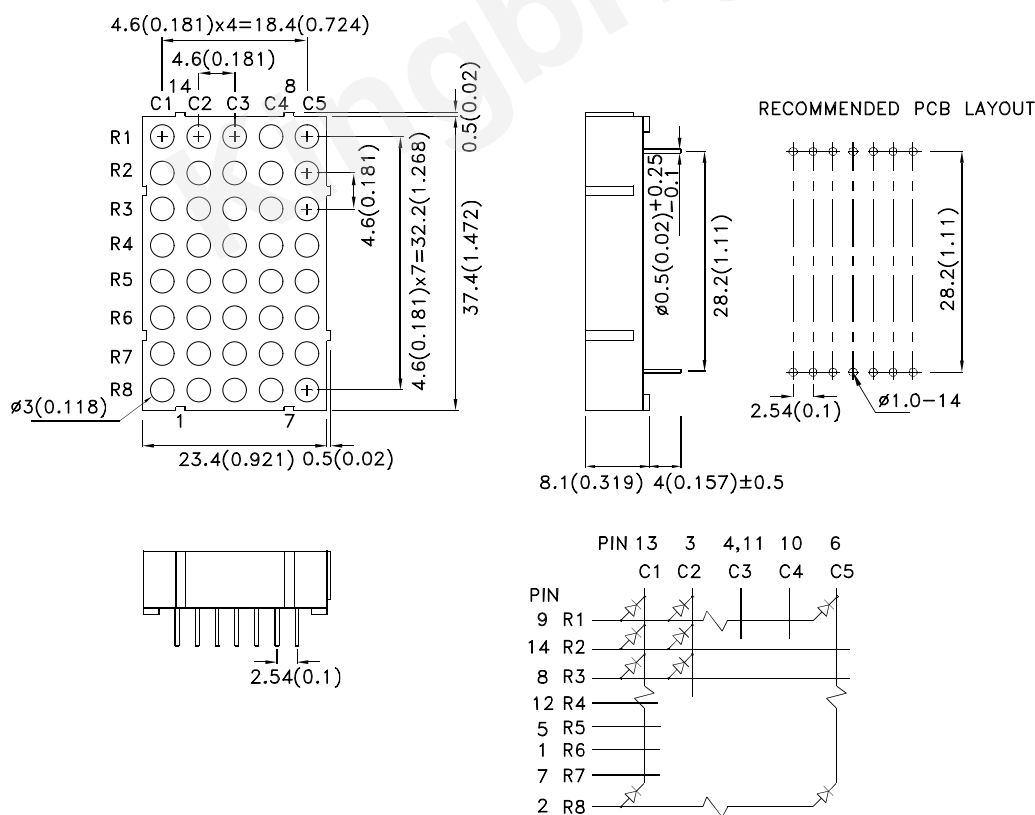 4.6(0.181)x4=18.4(0.724)
4.6(0.181)
14 8
C1 C2 C3 C4 C5
R1
R2
R3
R4
R5
R6
R7
R8
ø3(0.118)
1 7
23.4(0.921) 0.5(0.02)
4.6(0.181)
4.6(0.181)x7=32.2(1.268)
0.5(0.02)
37.4(1.472)
Kingbright
ø0.5(0.02)+0.25
-0.1
28.2(1.11)
8.1(0.319) 4(0.157)±0.5
RECOMMENDED PCB LAYOUT
28.2(1.11)
2.54(0.1)
ø1.0-14
2.54(0.1)
PIN 13 3 4,11 10 6
C1 C2 C3 C4 C5
PIN
9 R1
14 R2
8 R3
12 R4
5 R5
1 R6
7 R7
2 R8